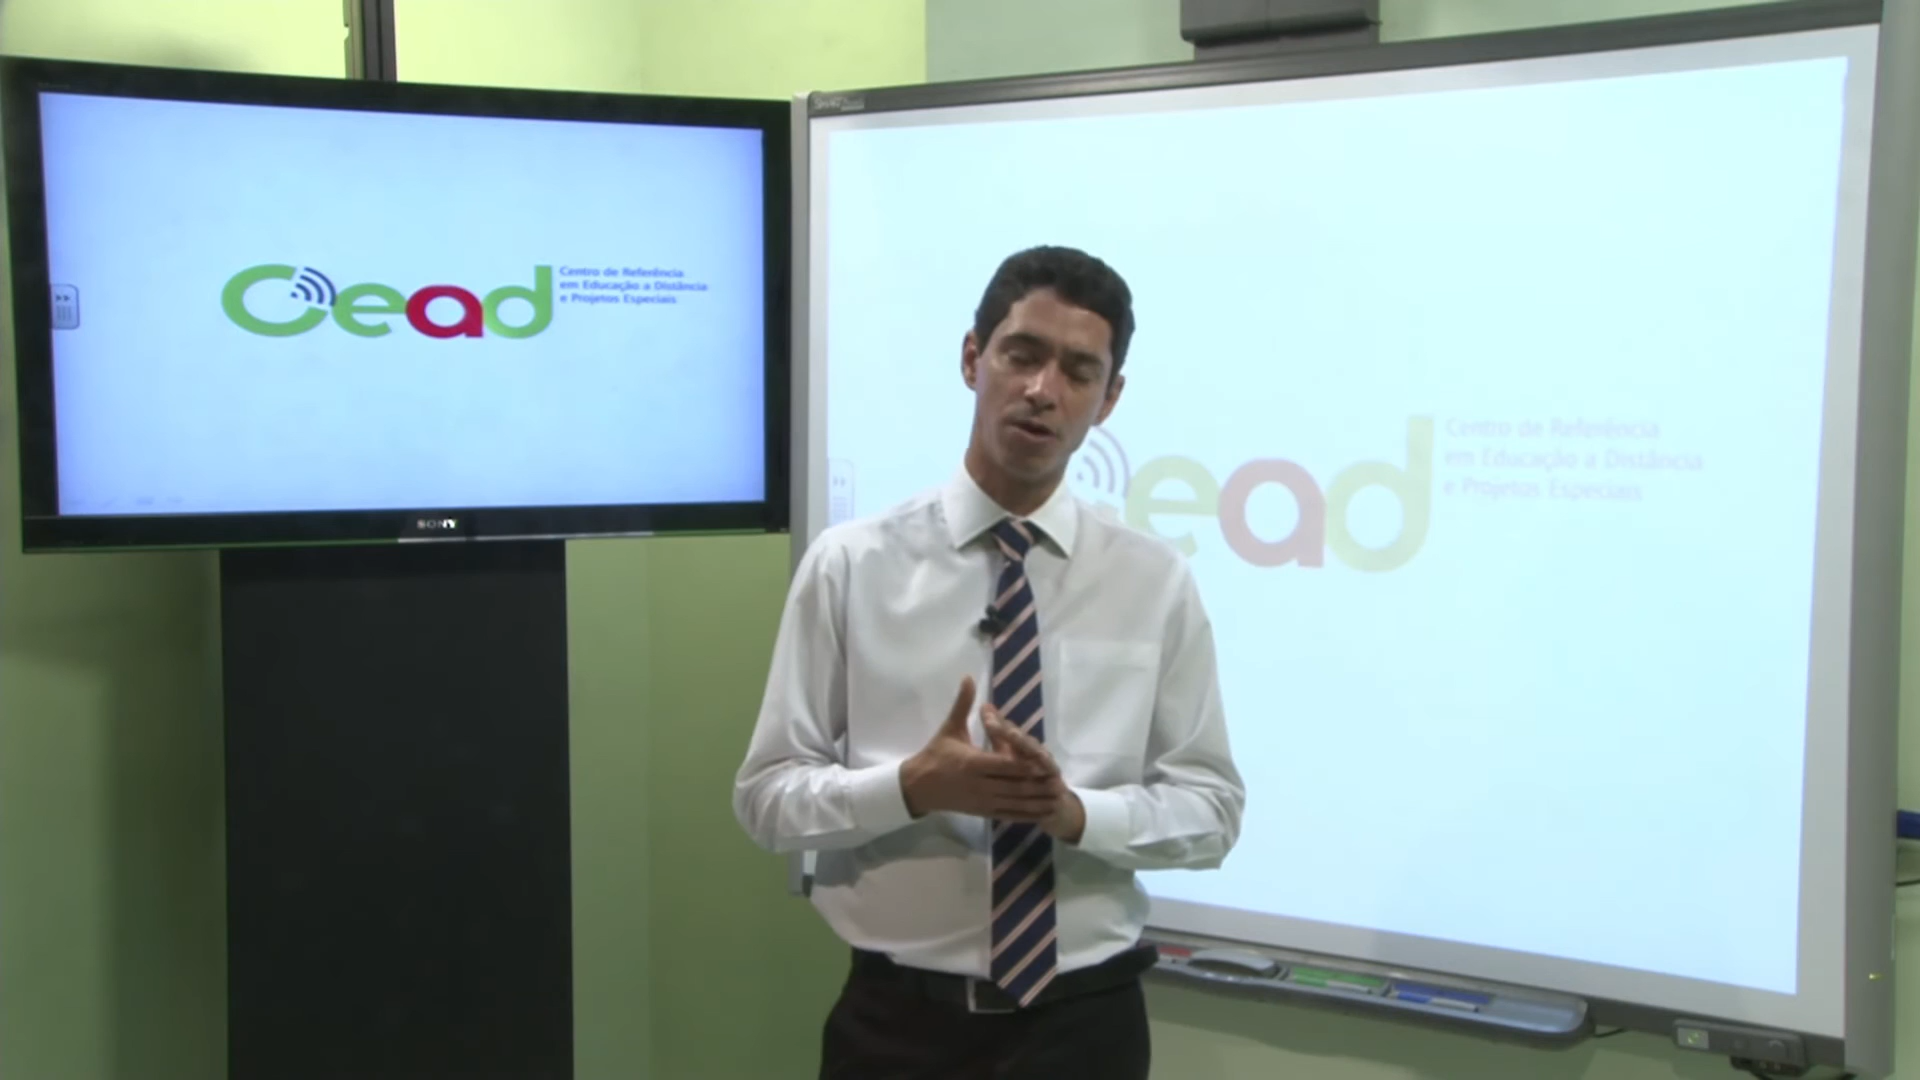 Cead
Centro de Referência
em Educação a Distância
e Projetos Especiais
SONY
ead
Centro de Referência
em Educação a Distância
e Projetos Especiais